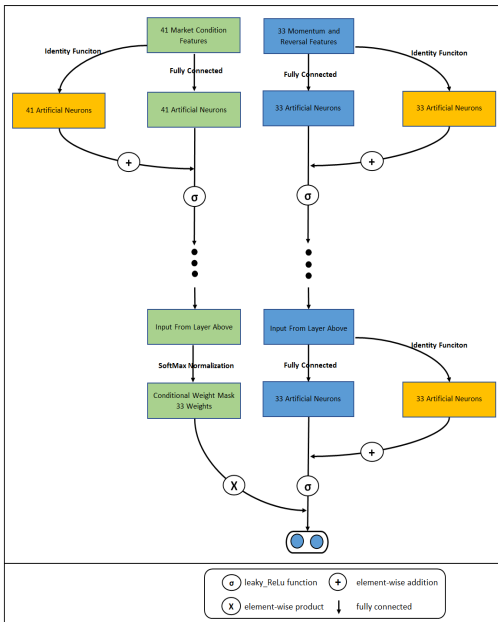 41 Market Condition
Features
33 Momentum and
Reversal Features
Identity Funciton
Identity Funciton
Fully Connected
Fully Connected
41 Artificial Neurons
41 Artificial Neurons
33 Artificial Neurons
33 Artificial Neurons
+
+
σ
σ
Input From Layer Above
Input From Layer Above
Identity Funciton
SoftMax Normalization
Fully Connected
Conditional Weight Mask
33 Weights
33 Artificial Neurons
33 Artificial Neurons
+
X
σ
σ leaky_ReLu function
+ element-wise addition
X element-wise product
fully connected